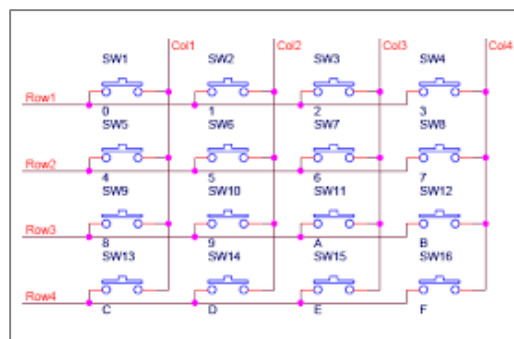 Col1 Col2 Col3 Col4
SW1 SW2 SW3 SW4
Row1
0 1 2 3
SW5 SW6 SW7 SW8
Row2
4 5 6 7
SW9 SW10 SW11 SW12
Row3
8 9 A B
SW13 SW14 SW15 SW16
Row4
C D E F